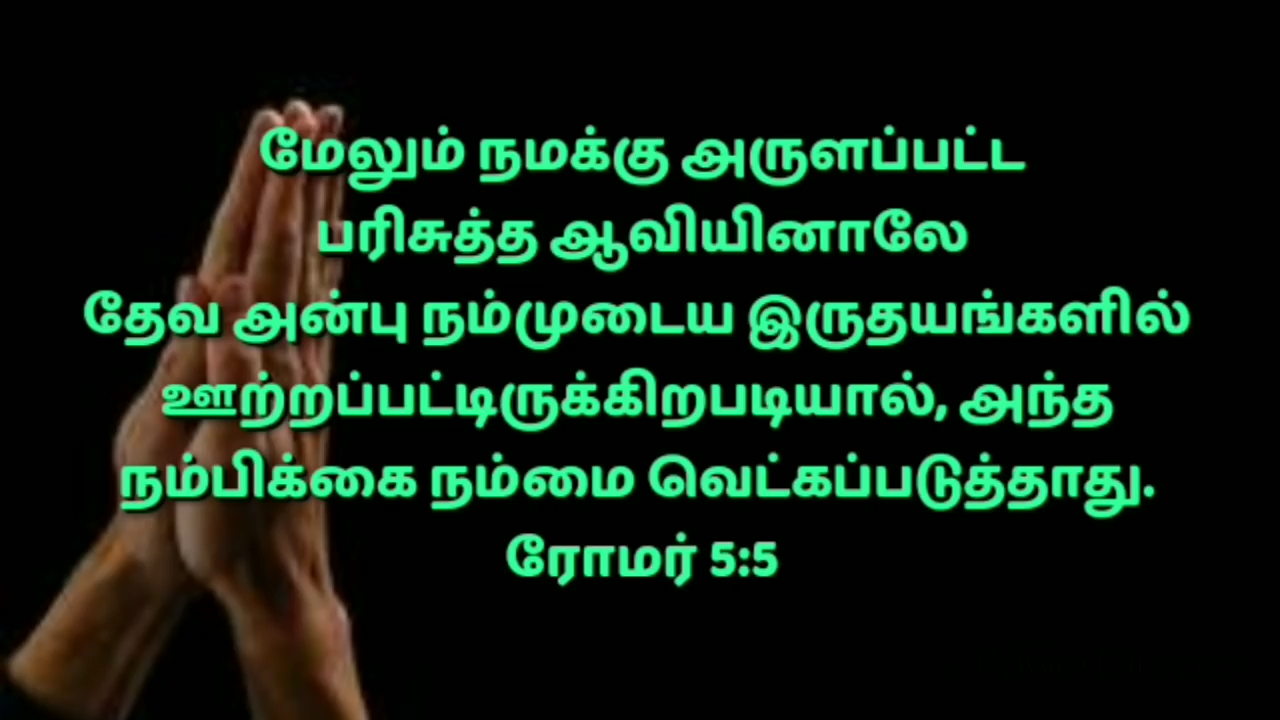 மேலும் நமக்கு அருளப்பட்ட
பரிசுத்த ஆவியினாலே
தேவ அன்பு நம்முடைய இருதயங்களில்
ஊற்றப்பட்டிருக்கிறபடியால், அந்த
நம்பிக்கை நம்மை வெட்கப்படுத்தாது.
ரோமர் 5:5